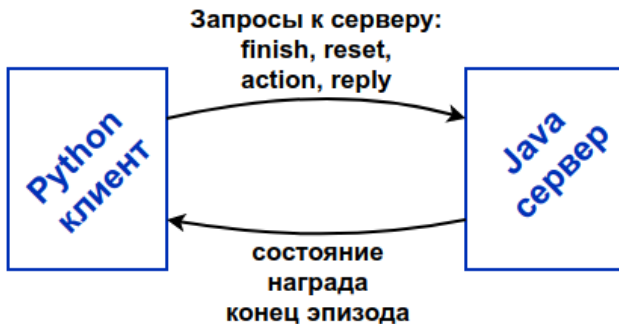 Запросы к серверу:
finish, reset,
action, reply
Python
клиент
Java
сервер
состояние
награда
конец эпизода